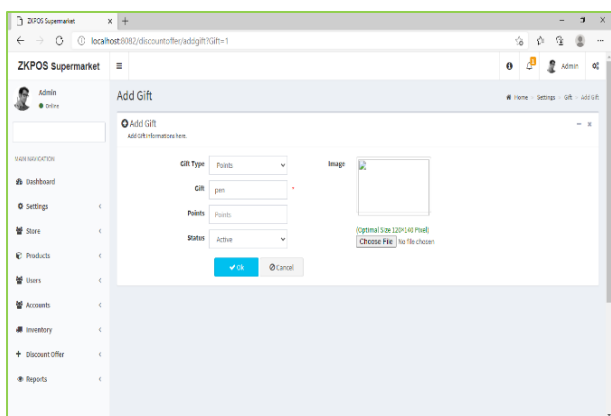 ZKPOS Supermarket
localhost:8082/discountoffer/addgift?Gift=1
ZKPOS Supermarket
Admin
Admin
Online
Add Gift
Home > Settings > Gift > Add Gift
Add Gift
Add Gift Informations here.
MAIN NAVIGATION
Dashboard
Settings
Store
Products
Users
Accounts
Inventory
Discount Offer
Reports
Gift Type
Points
Gift
pen
*
Points
Points
Status
Active
Ok
Cancel
Image
(Optimal Size 120×140 Pixel)
Choose File No file chosen